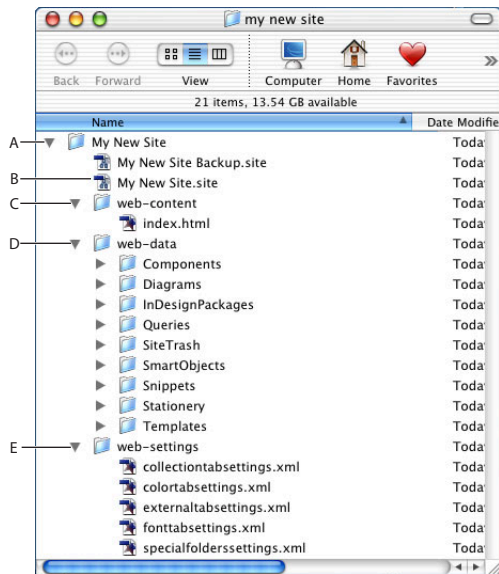 my new site
Back Forward View Computer Home Favorites »
21 items, 13.54 GB available
Name Date Modifie
A My New Site Toda
My New Site Backup.site Toda
B My New Site.site Toda
C web-content Toda
index.html Toda
D web-data Toda
Components Toda
Diagrams Toda
InDesignPackages Toda
Queries Toda
SiteTrash Toda
SmartObjects Toda
Snippets Toda
Stationery Toda
Templates Toda
E web-settings Toda
collectiontabsettings.xml Toda
colortabsettings.xml Toda
externaltabsettings.xml Toda
fonttabsettings.xml Toda
specialfolderssettings.xml Toda